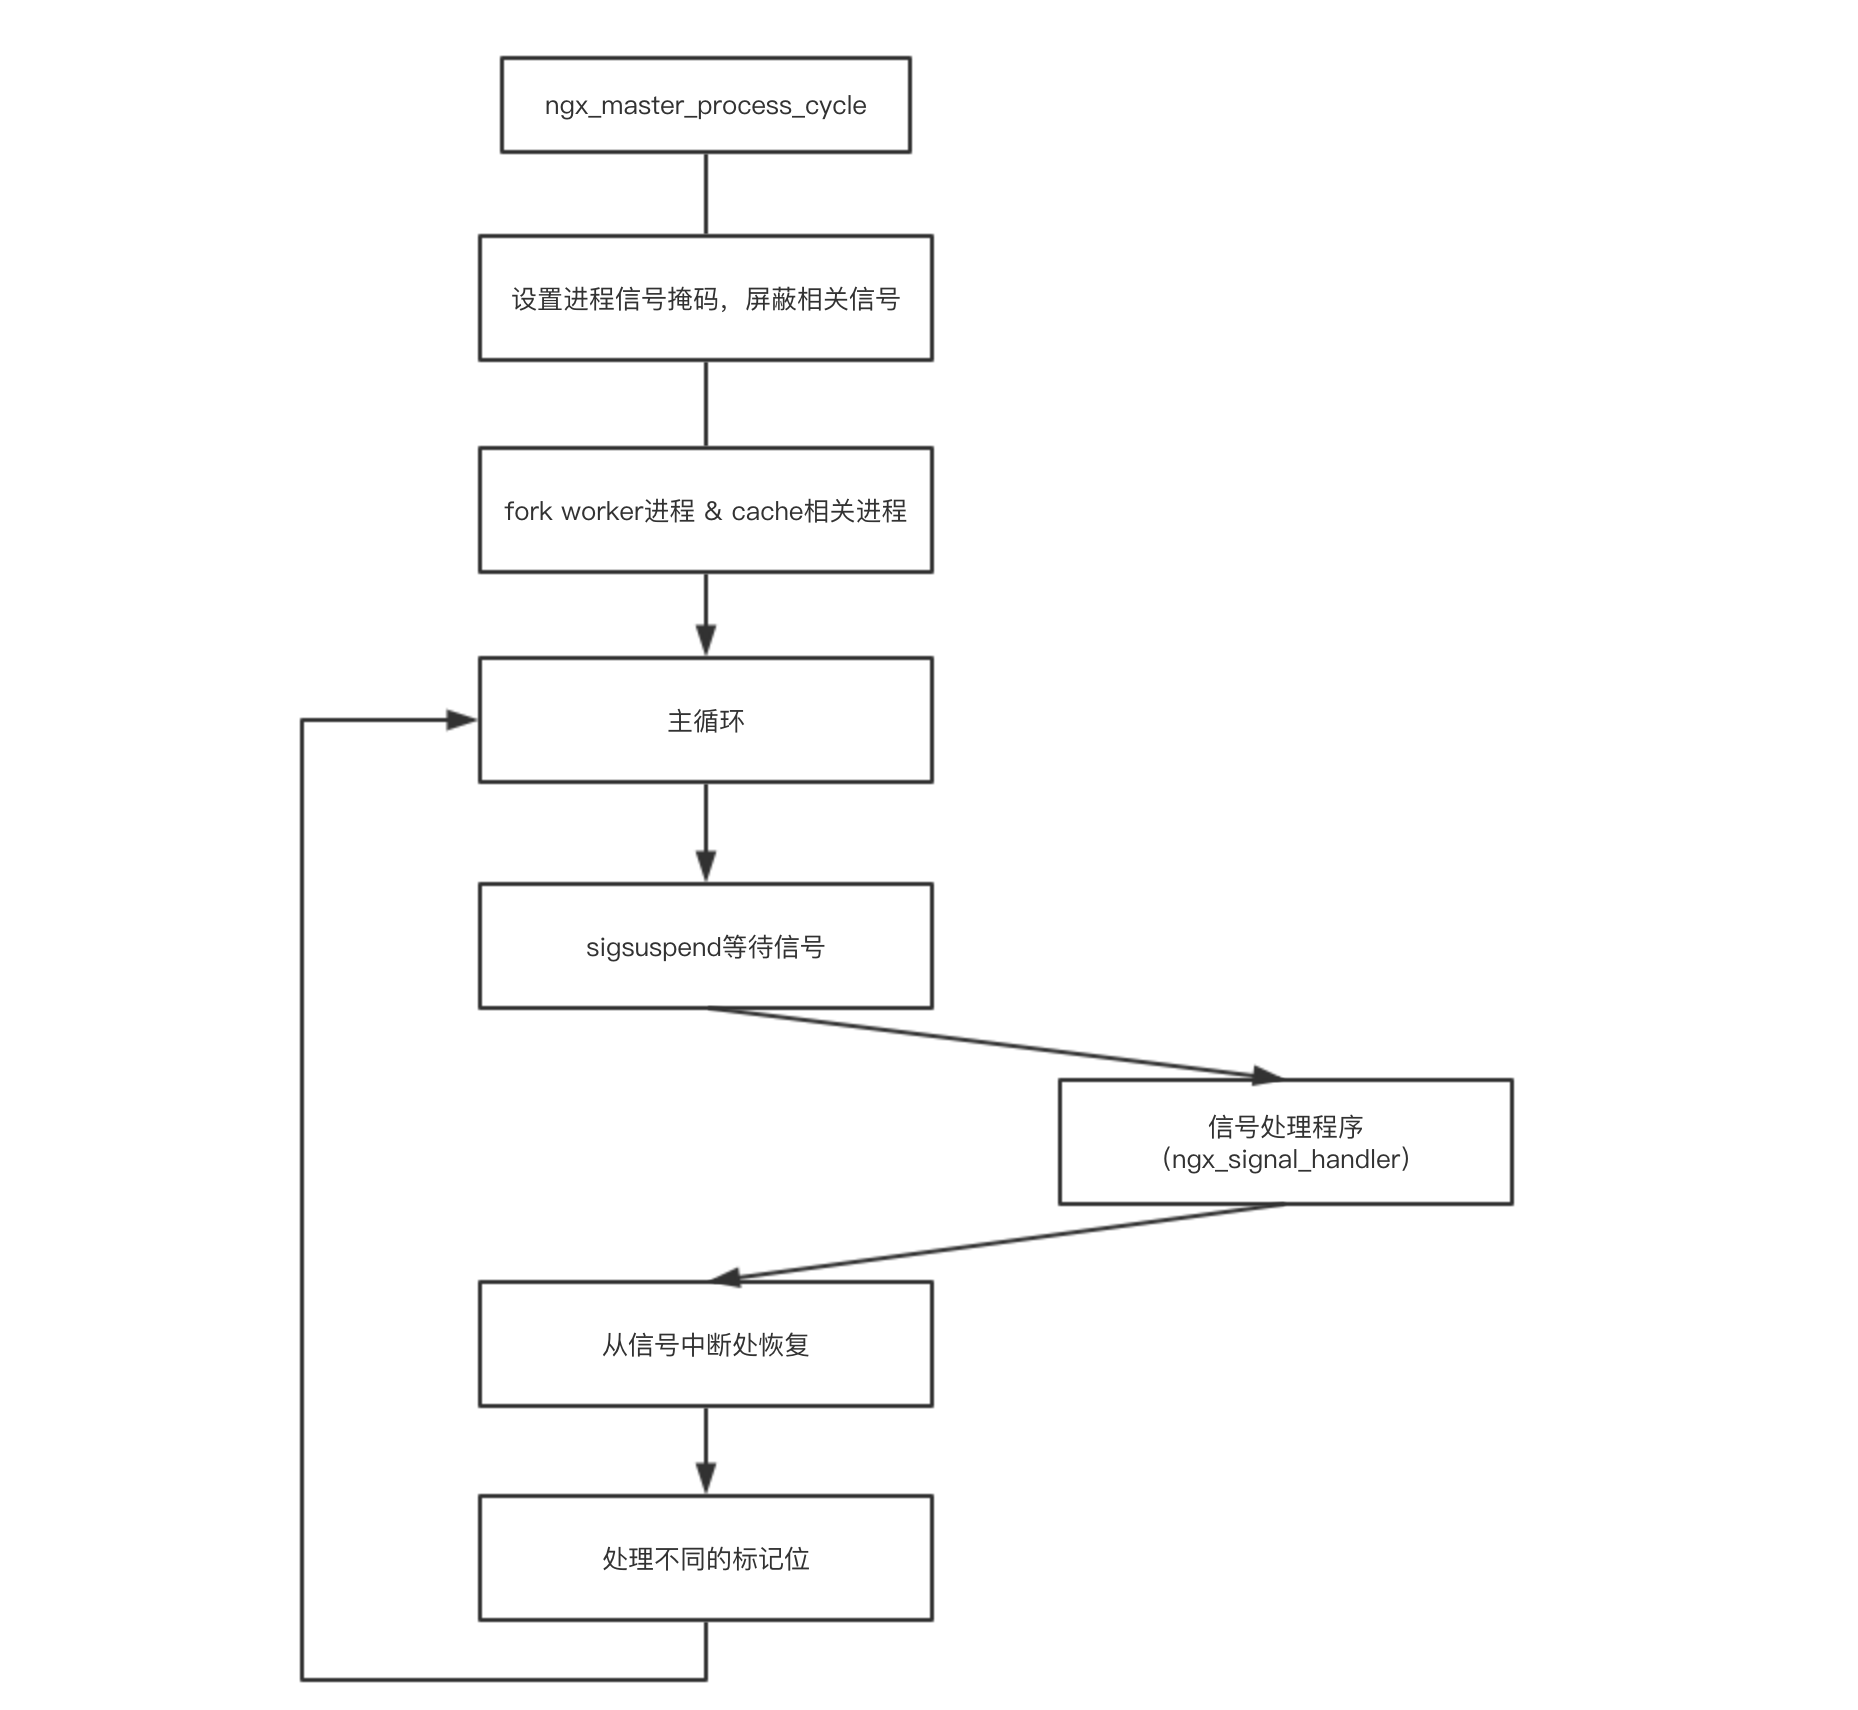 ngx_master_process_cycle
设置进程信号掩码，屏蔽相关信号
fork worker进程 & cache相关进程
主循环
sigsuspend等待信号
信号处理程序
(ngx_signal_handler)
从信号中断处恢复
处理不同的标记位